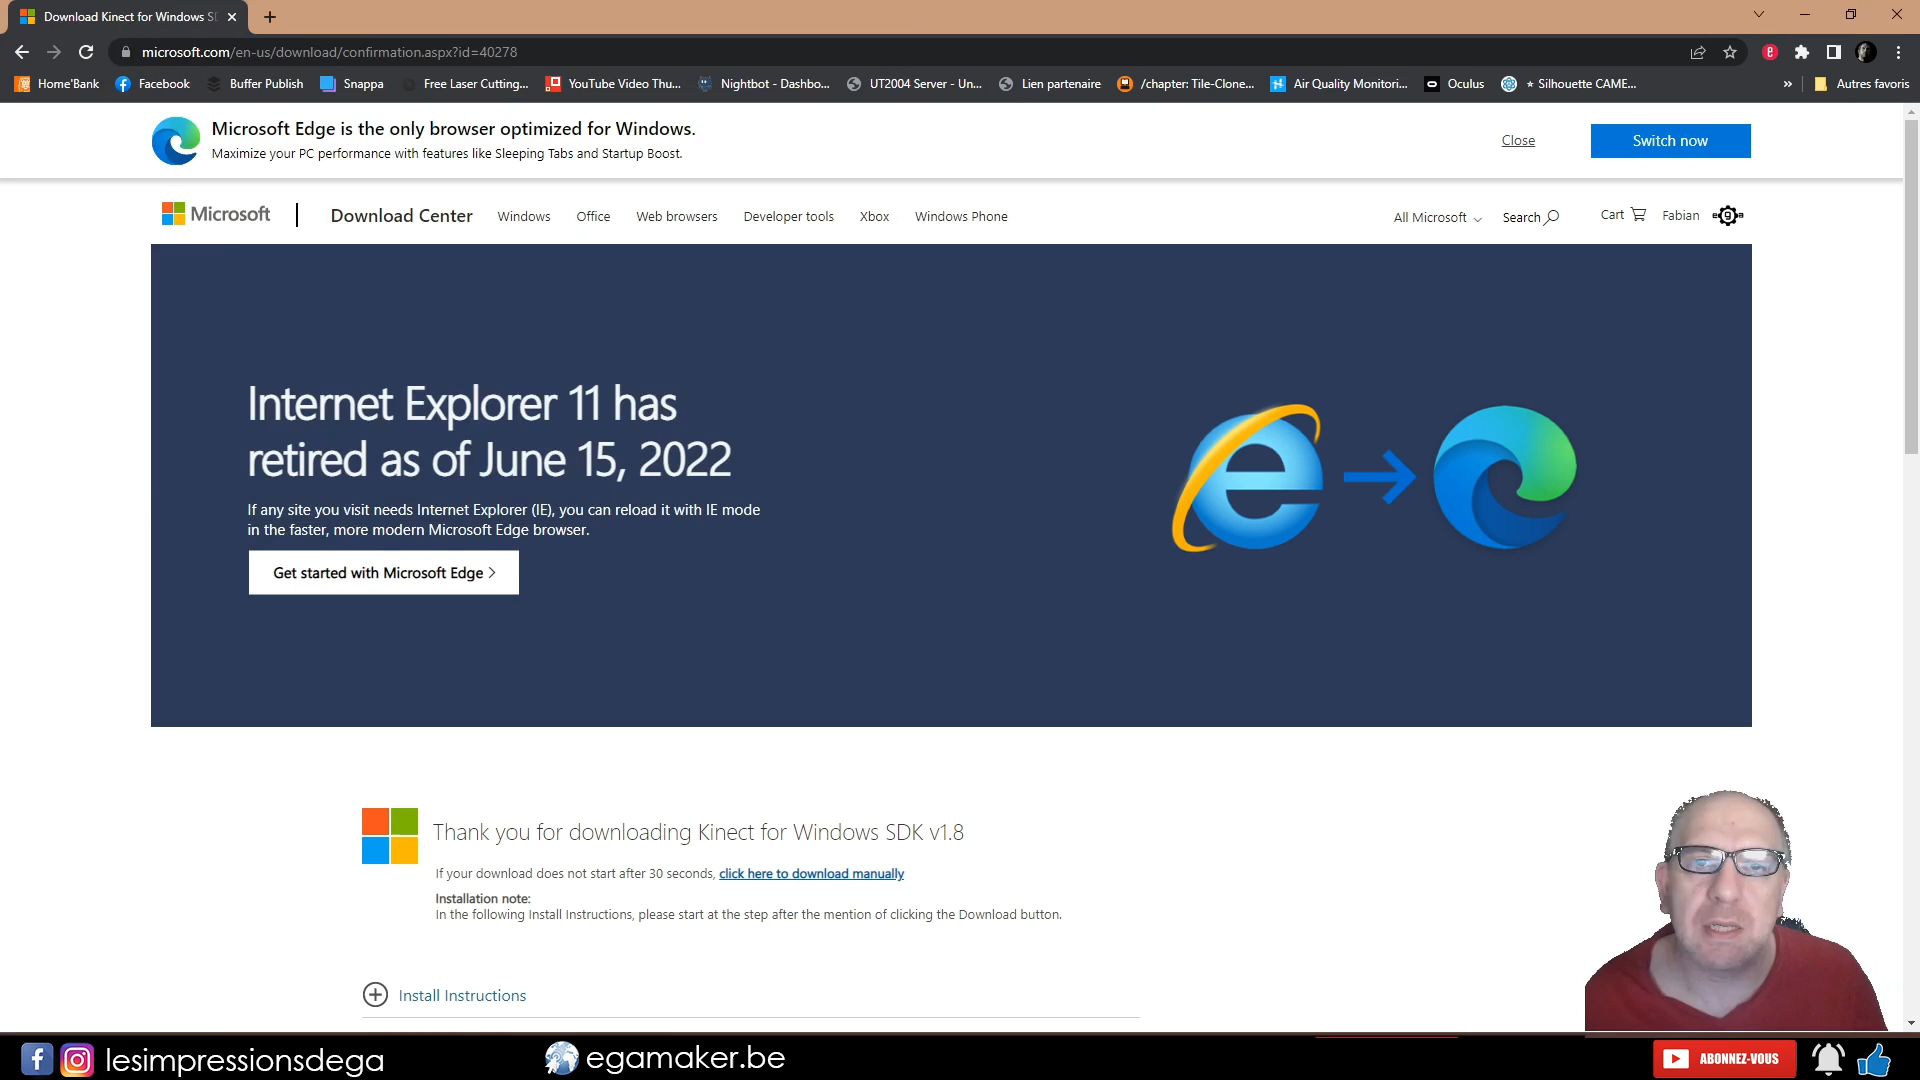 Download Kinect for Windows SD
microsoft.com/en-us/download/confirmation.aspx?id=40278
Home'Bank
Facebook
Buffer Publish
Snappa
Free Laser Cutting...
YouTube Video Thu...
Nightbot - Dashbo...
UT2004 Server - Un...
Lien partenaire
/chapter: Tile-Clone...
Air Quality Monitori...
Oculus
⭑ Silhouette CAME...
»
Autres favoris
Microsoft Edge is the only browser optimized for Windows.
Maximize your PC performance with features like Sleeping Tabs and Startup Boost.
Close
Switch now
Microsoft
Download Center
Windows
Office
Web browsers
Developer tools
Xbox
Windows Phone
All Microsoft
Search
Cart
Fabian
Internet Explorer 11 has
retired as of June 15, 2022
If any site you visit needs Internet Explorer (IE), you can reload it with IE mode
in the faster, more modern Microsoft Edge browser.
Get started with Microsoft Edge >
Thank you for downloading Kinect for Windows SDK v1.8
If your download does not start after 30 seconds, click here to download manually
Installation note:
In the following Install Instructions, please start at the step after the mention of clicking the Download button.
Install Instructions
lesimpressionsdega
egamaker.be
ABONNEZ-VOUS